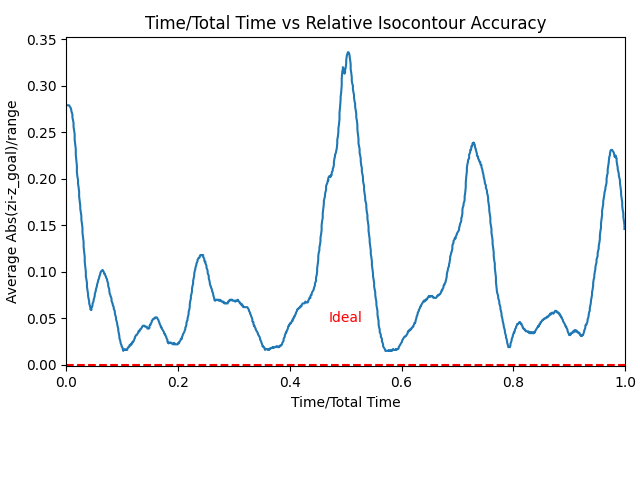 Time/Total Time vs Relative Isocontour Accuracy
Average Abs(zi-z_goal)/range
0.35
0.30
0.25
0.20
0.15
0.10
0.05
0.00
Ideal
0.0 0.2 0.4 0.6 0.8 1.0
Time/Total Time